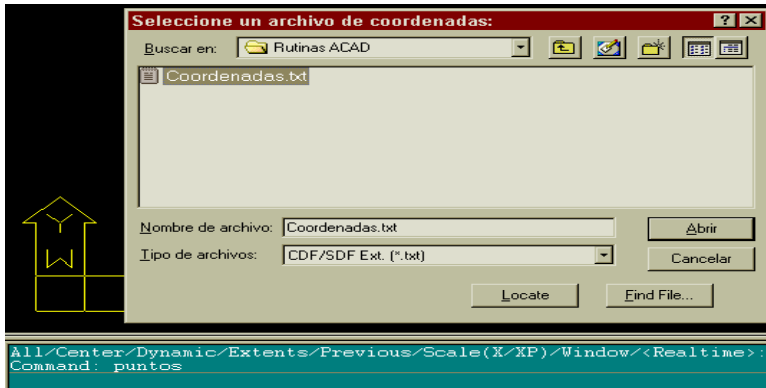 Seleccione un archivo de coordenadas:
Buscar en: Rutinas ACAD
Coordenadas.txt
Nombre de archivo: Coordenadas.txt Abrir
Tipo de archivos: CDF/SDF Ext. (*.txt) Cancelar
Locate Find File...
Y
W
All/Center/Dynamic/Extents/Previous/Scale(X/XP)/Window/<Realtime>:
Command: puntos